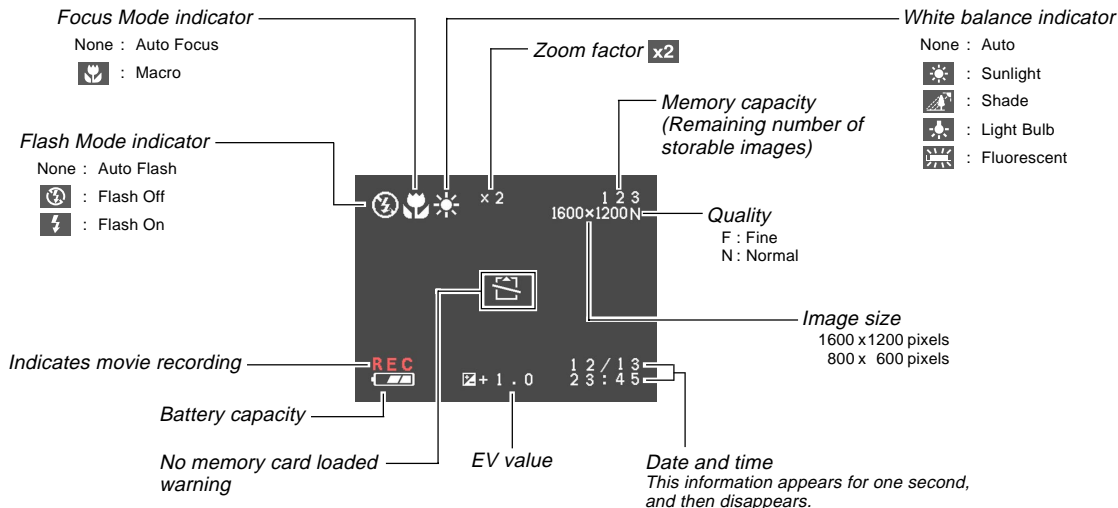 Focus Mode indicator
None : Auto Focus
: Macro
Flash Mode indicator
None : Auto Flash
: Flash Off
: Flash On
Zoom factor x2
White balance indicator
None : Auto
: Sunlight
: Shade
: Light Bulb
: Fluorescent
Memory capacity
(Remaining number of
storable images)
×2
123
1600×1200N
Quality
F : Fine
N : Normal
Image size
1600 x1200 pixels
800 x 600 pixels
Indicates movie recording
REC
+1.0
12/13
23:45
Battery capacity
No memory card loaded
warning
EV value
Date and time
This information appears for one second,
and then disappears.